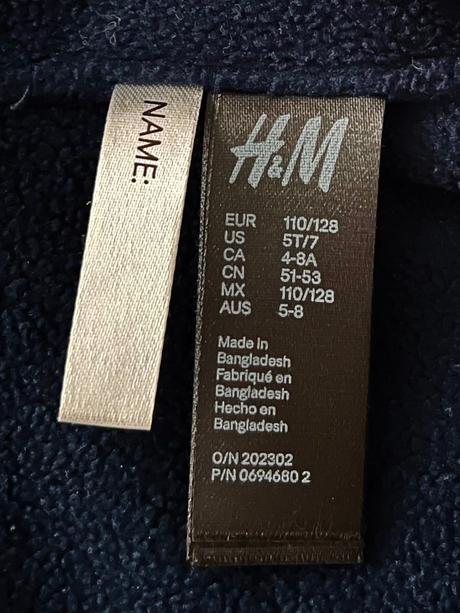 NAME:
H&M
EUR 110/128
US 5T/7
CA 4-8A
CN 51-53
MX 110/128
AUS 5-8
Made in
Bangladesh
Fabriqué en
Bangladesh
Hecho en
Bangladesh
O/N 202302
P/N 0694680 2